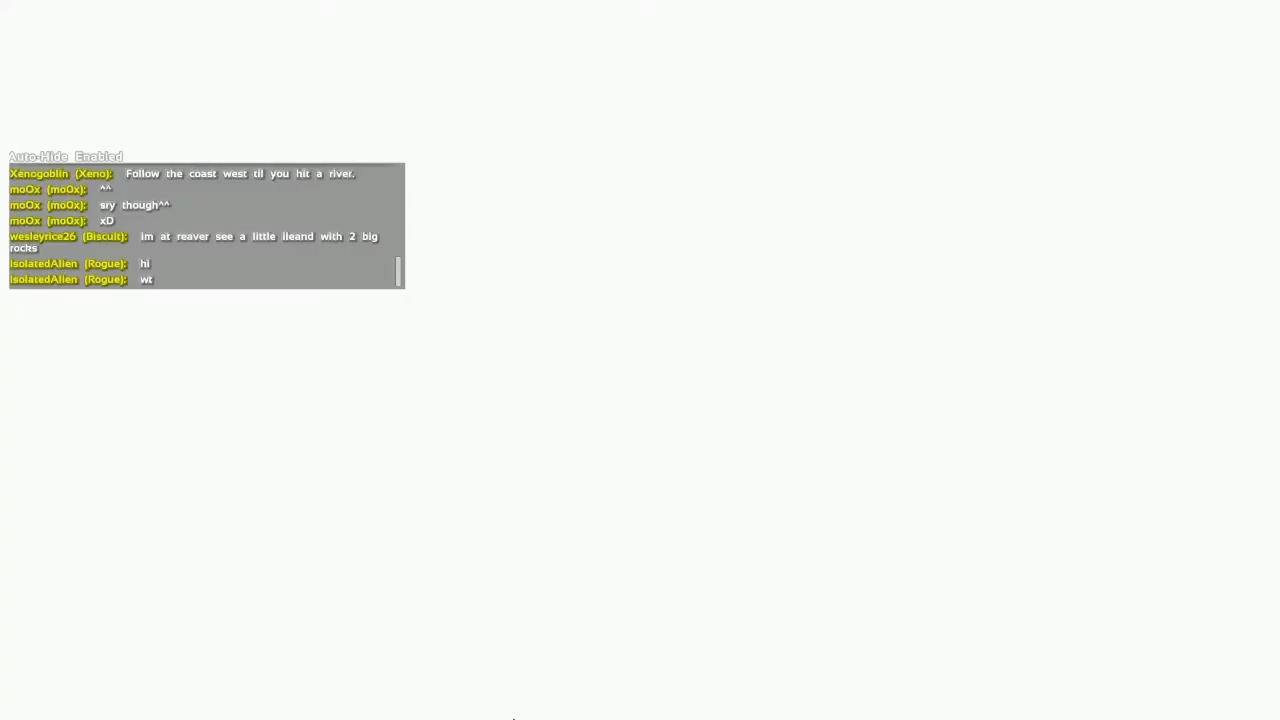 Auto-Hide Enabled
Xenogoblin (Xeno): Follow the coast west til you hit a river.
moOx (moOx): ^^
moOx (moOx): sry though^^
moOx (moOx): xD
wesleyrice26 (Biscuit): im at reaver see a little ileand with 2 big
rocks
IsolatedAlien (Rogue): hi
IsolatedAlien (Rogue): wt